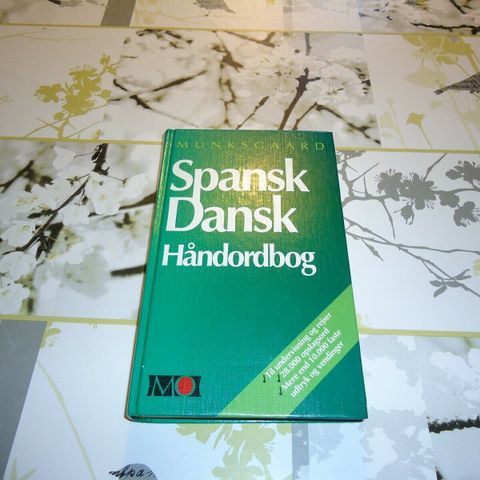 MUNKSGAARD
Spansk
Dansk
Håndordbog
Til undervisning og rejser
28.000 opslagsord
Mere end 10.000 faste
udtryk og vendinger